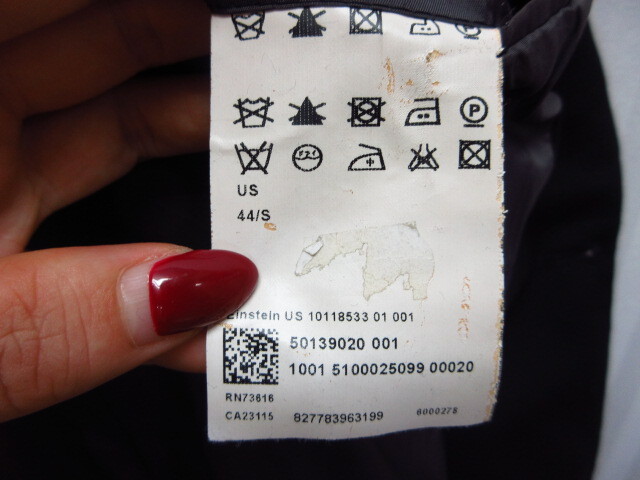 P
US
44/S
Einstein US 10118533 01 001
50139020 001
1001 5100025099 00020
RN73616
CA23115 827783963199 6000278